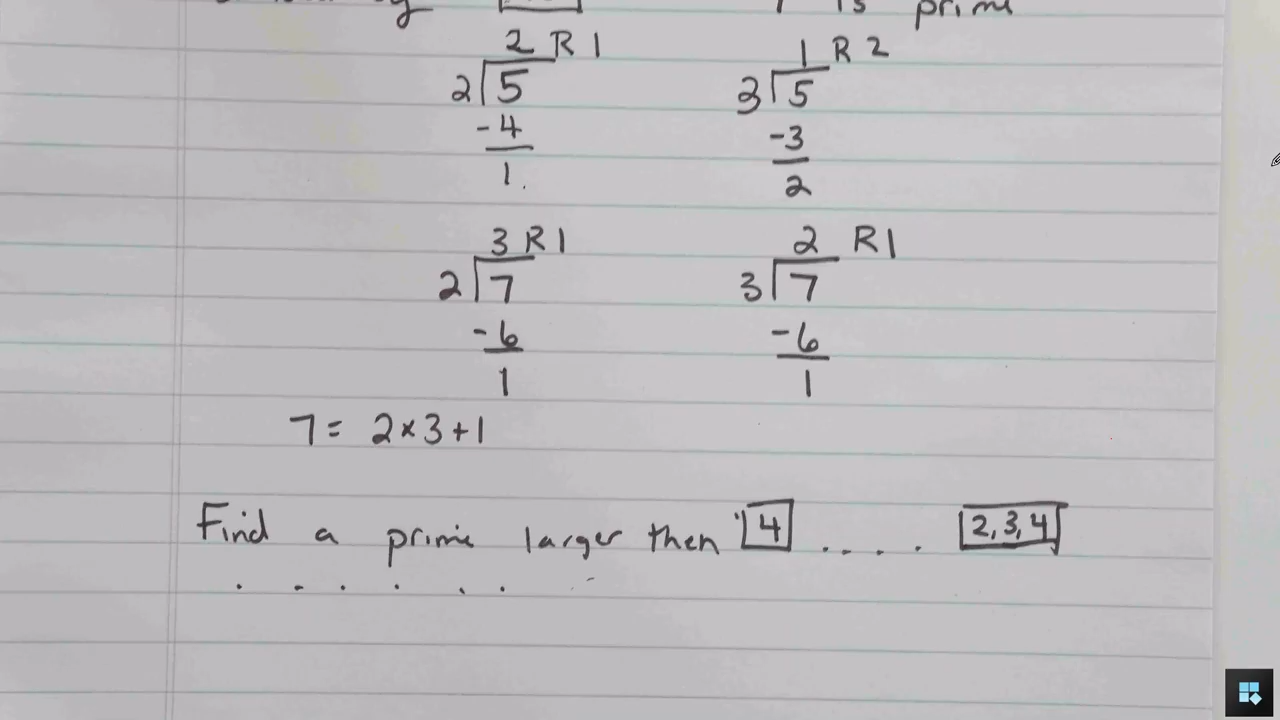 is prime
2 R 1 1 R 2
2 5 3 5
-4 -3
1. 2
3 R 1 2 R 1
2 7 3 7
-6 -6
1 1
7 = 2 × 3 + 1
Find a prime larger then 4 .... 2, 3, 4
. . . . . .